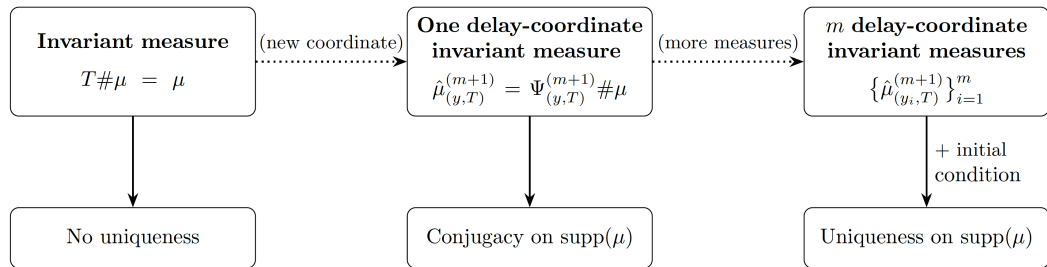 Invariant measure
T#μ = μ
(new coordinate)
One delay-coordinate
invariant measure
μ̂^{(m+1)}_{(y,T)} = Ψ^{(m+1)}_{(y,T)}#μ
(more measures)
m delay-coordinate
invariant measures
{μ̂^{(m+1)}_{(y_i,T)}}^m_{i=1}
+ initial
condition
No uniqueness
Conjugacy on supp(μ)
Uniqueness on supp(μ)